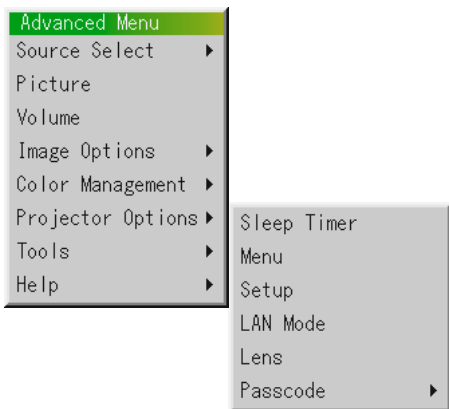 Advanced Menu
Source Select
Picture
Volume
Image Options
Color Management
Projector Options
Tools
Help
Sleep Timer
Menu
Setup
LAN Mode
Lens
Passcode